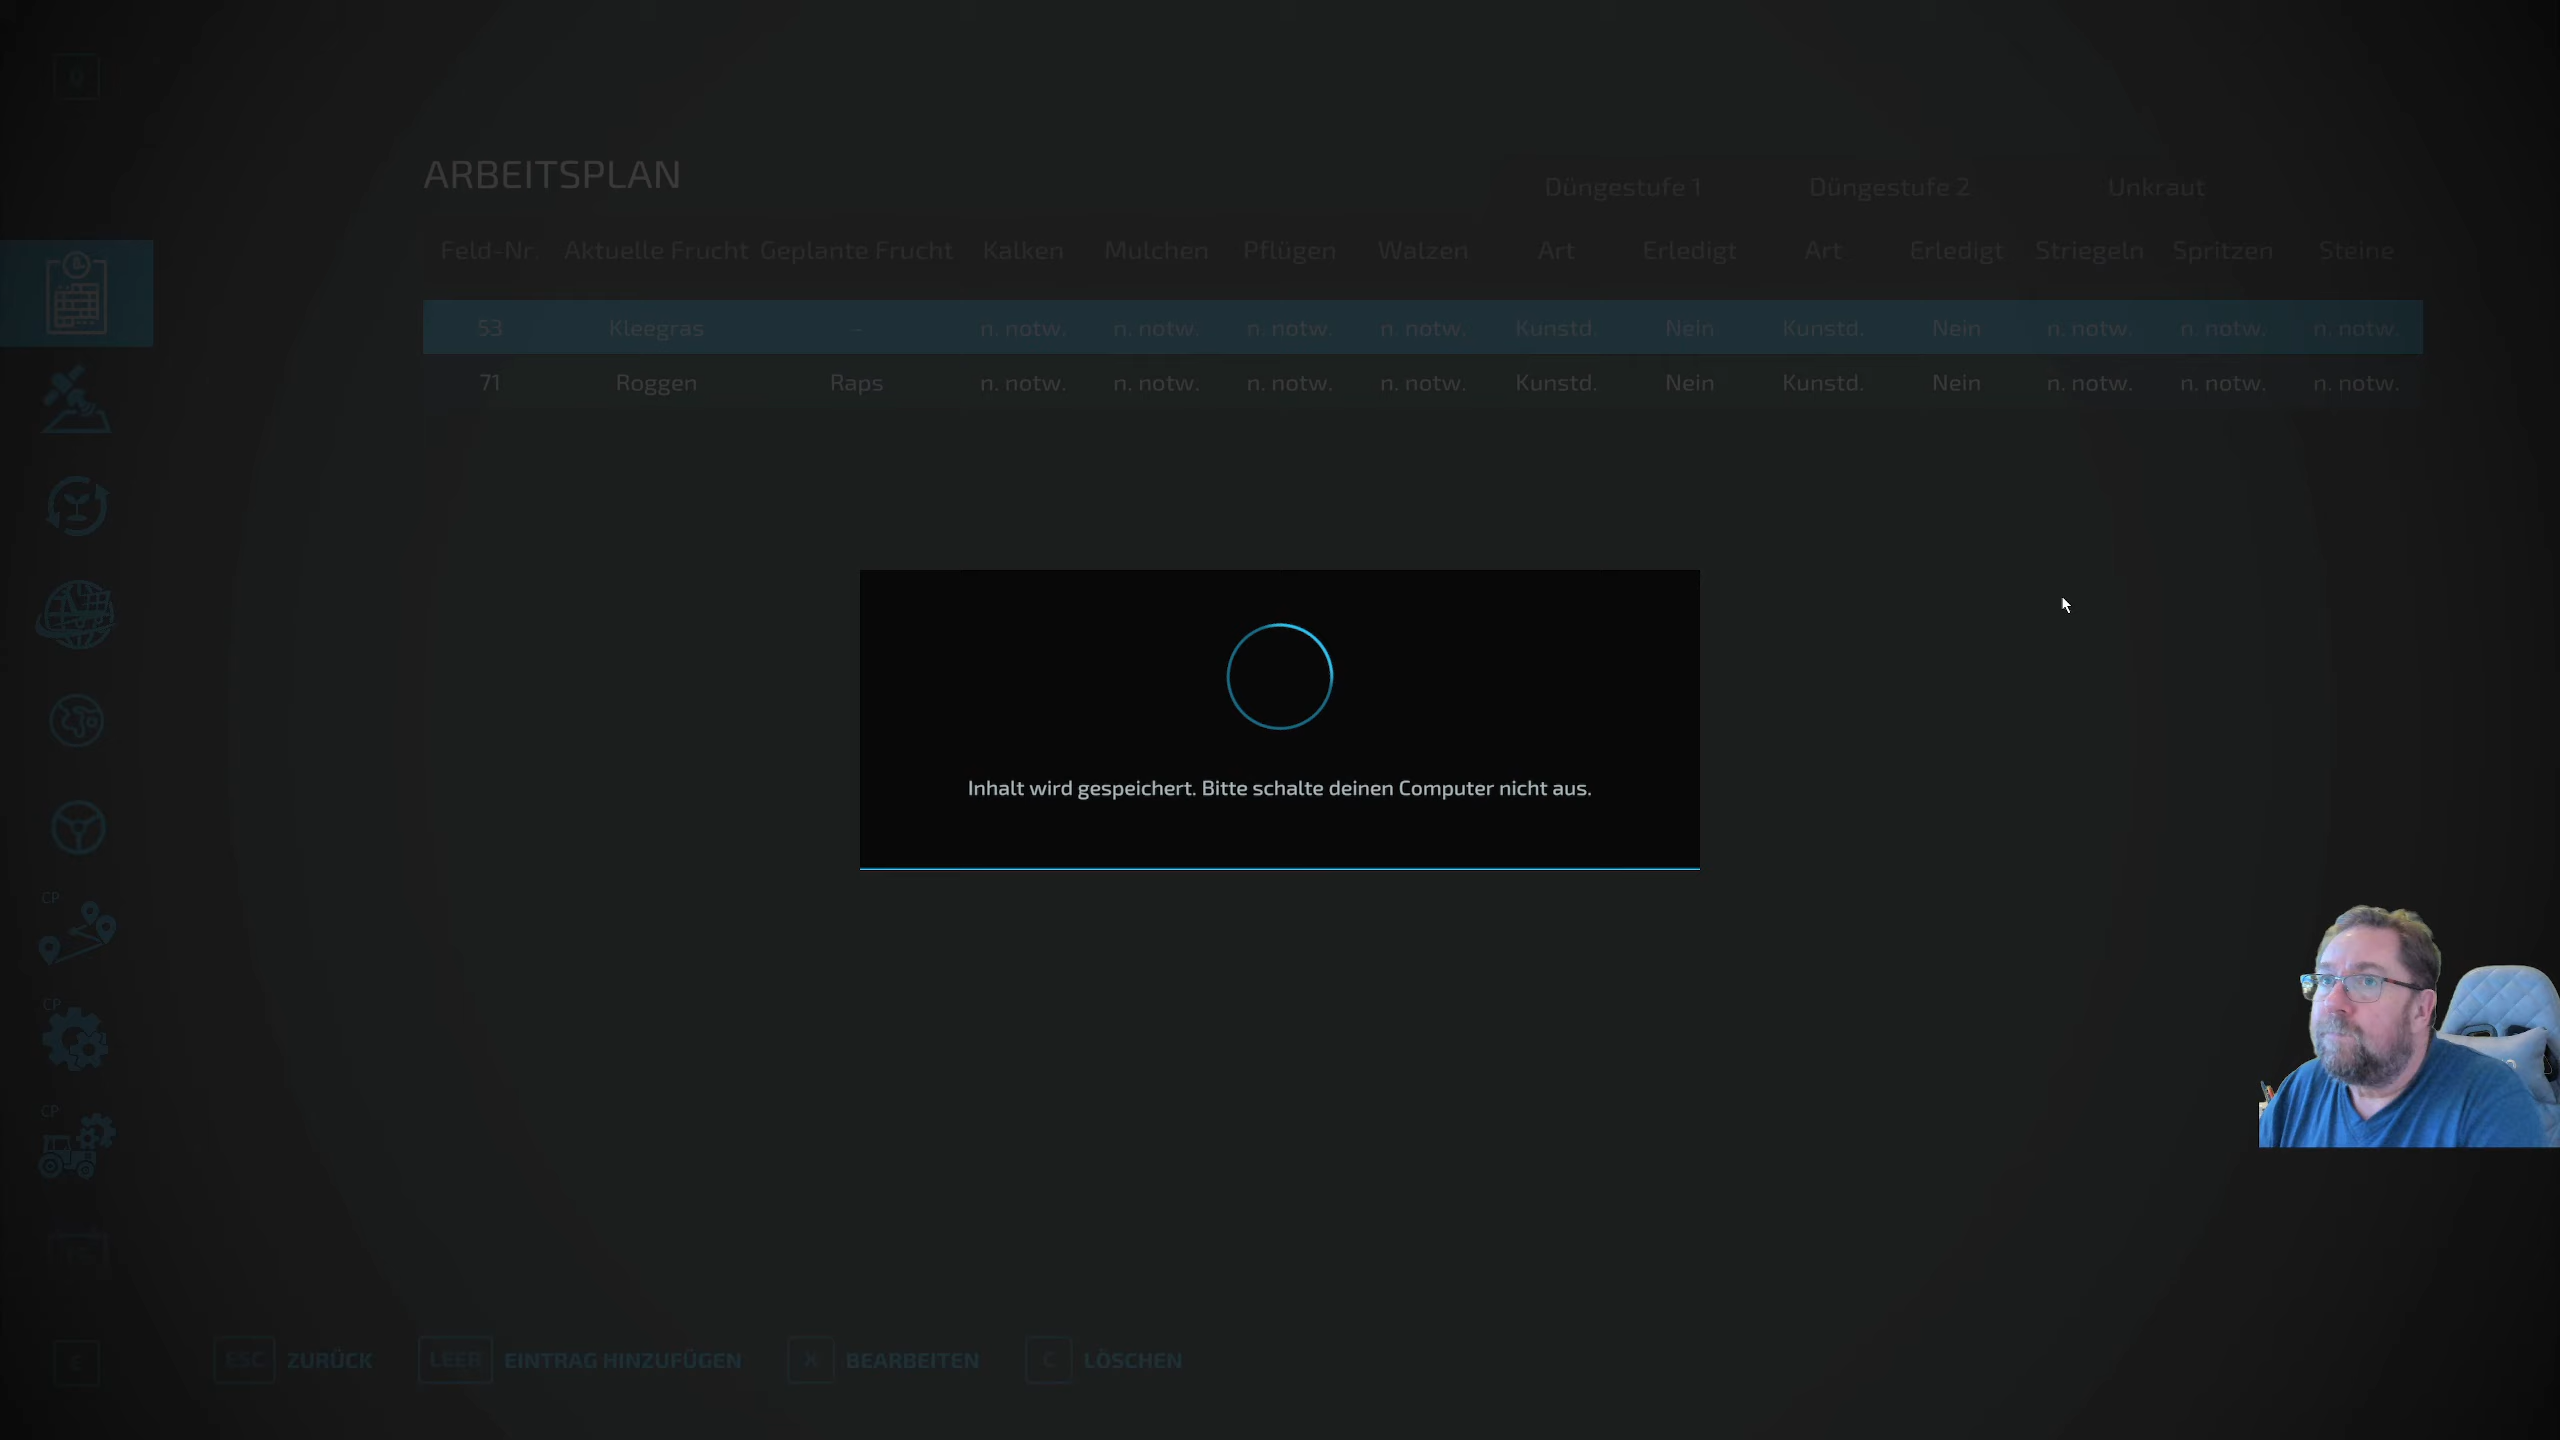 Q
ARBEITSPLAN
Düngestufe 1 Düngestufe 2 Unkraut
Feld-Nr. Aktuelle Frucht Geplante Frucht Kalken Mulchen Pflügen Walzen Art Erledigt Art Erledigt Striegeln Spritzen Steine
53 Kleegras - n. notw. n. notw. n. notw. n. notw. Kunstd. Nein Kunstd. Nein n. notw. n. notw. n. notw.
71 Roggen Raps n. notw. n. notw. n. notw. n. notw. Kunstd. Nein Kunstd. Nein n. notw. n. notw. n. notw.
Inhalt wird gespeichert. Bitte schalte deinen Computer nicht aus.
CP
CP
CP
E ESC ZURÜCK LEER EINTRAG HINZUFÜGEN X BEARBEITEN C LÖSCHEN